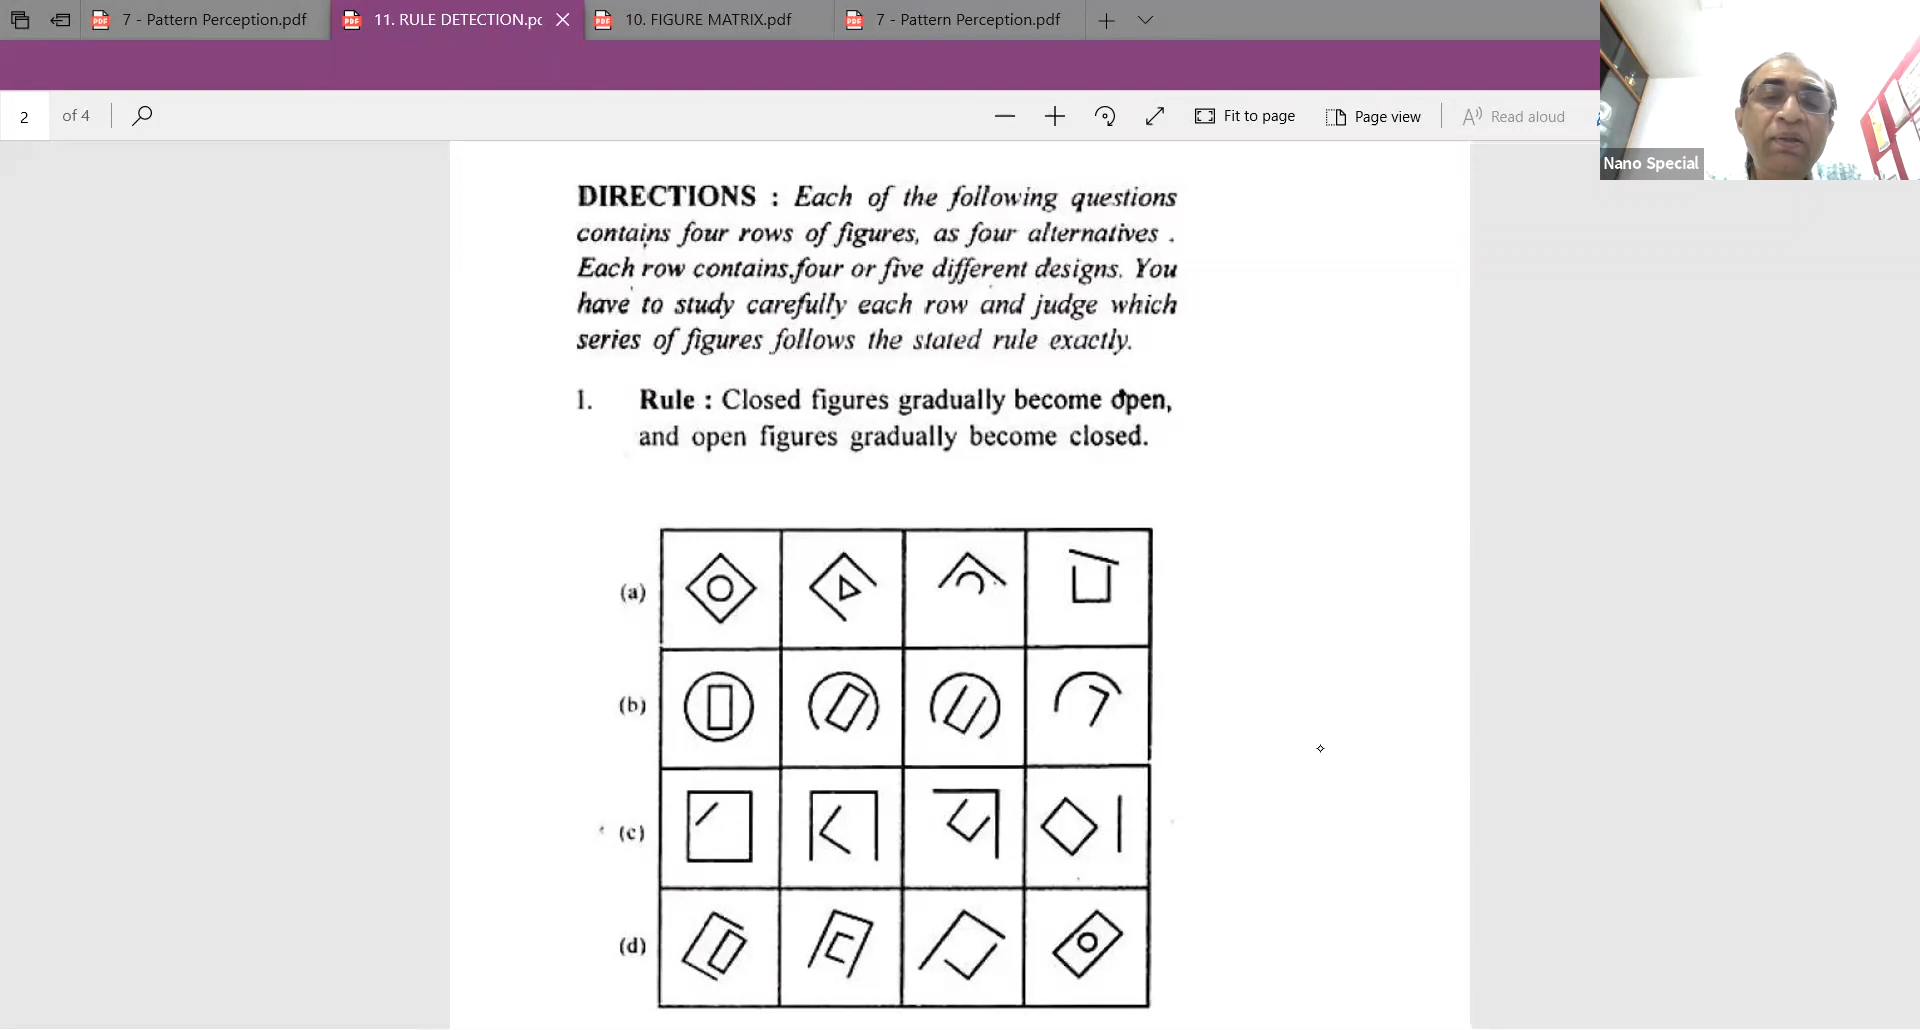 7 - Pattern Perception.pdf
11. RULE DETECTION.pc
10. FIGURE MATRIX.pdf
7 - Pattern Perception.pdf
2 of 4
Fit to page
Page view
Read aloud
Nano Special
DIRECTIONS : Each of the following questions
contains four rows of figures, as four alternatives .
Each row contains four or five different designs. You
have to study carefully each row and judge which
series of figures follows the stated rule exactly.
1. Rule : Closed figures gradually become open,
and open figures gradually become closed.
(a)
(b)
(c)
(d)